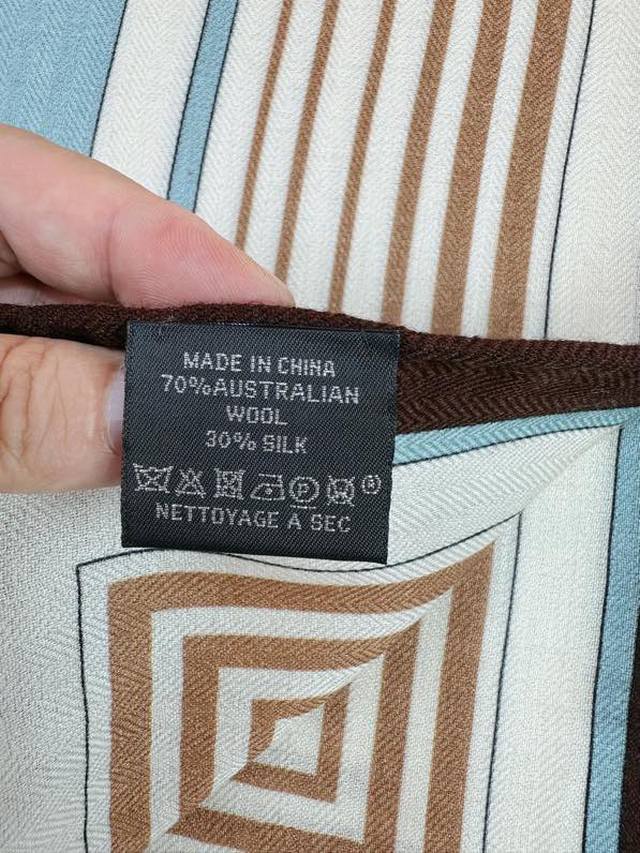 MADE IN CHINA
70%AUSTRALIAN
WOOL
30% SILK
P ®
NETTOYAGE A SEC